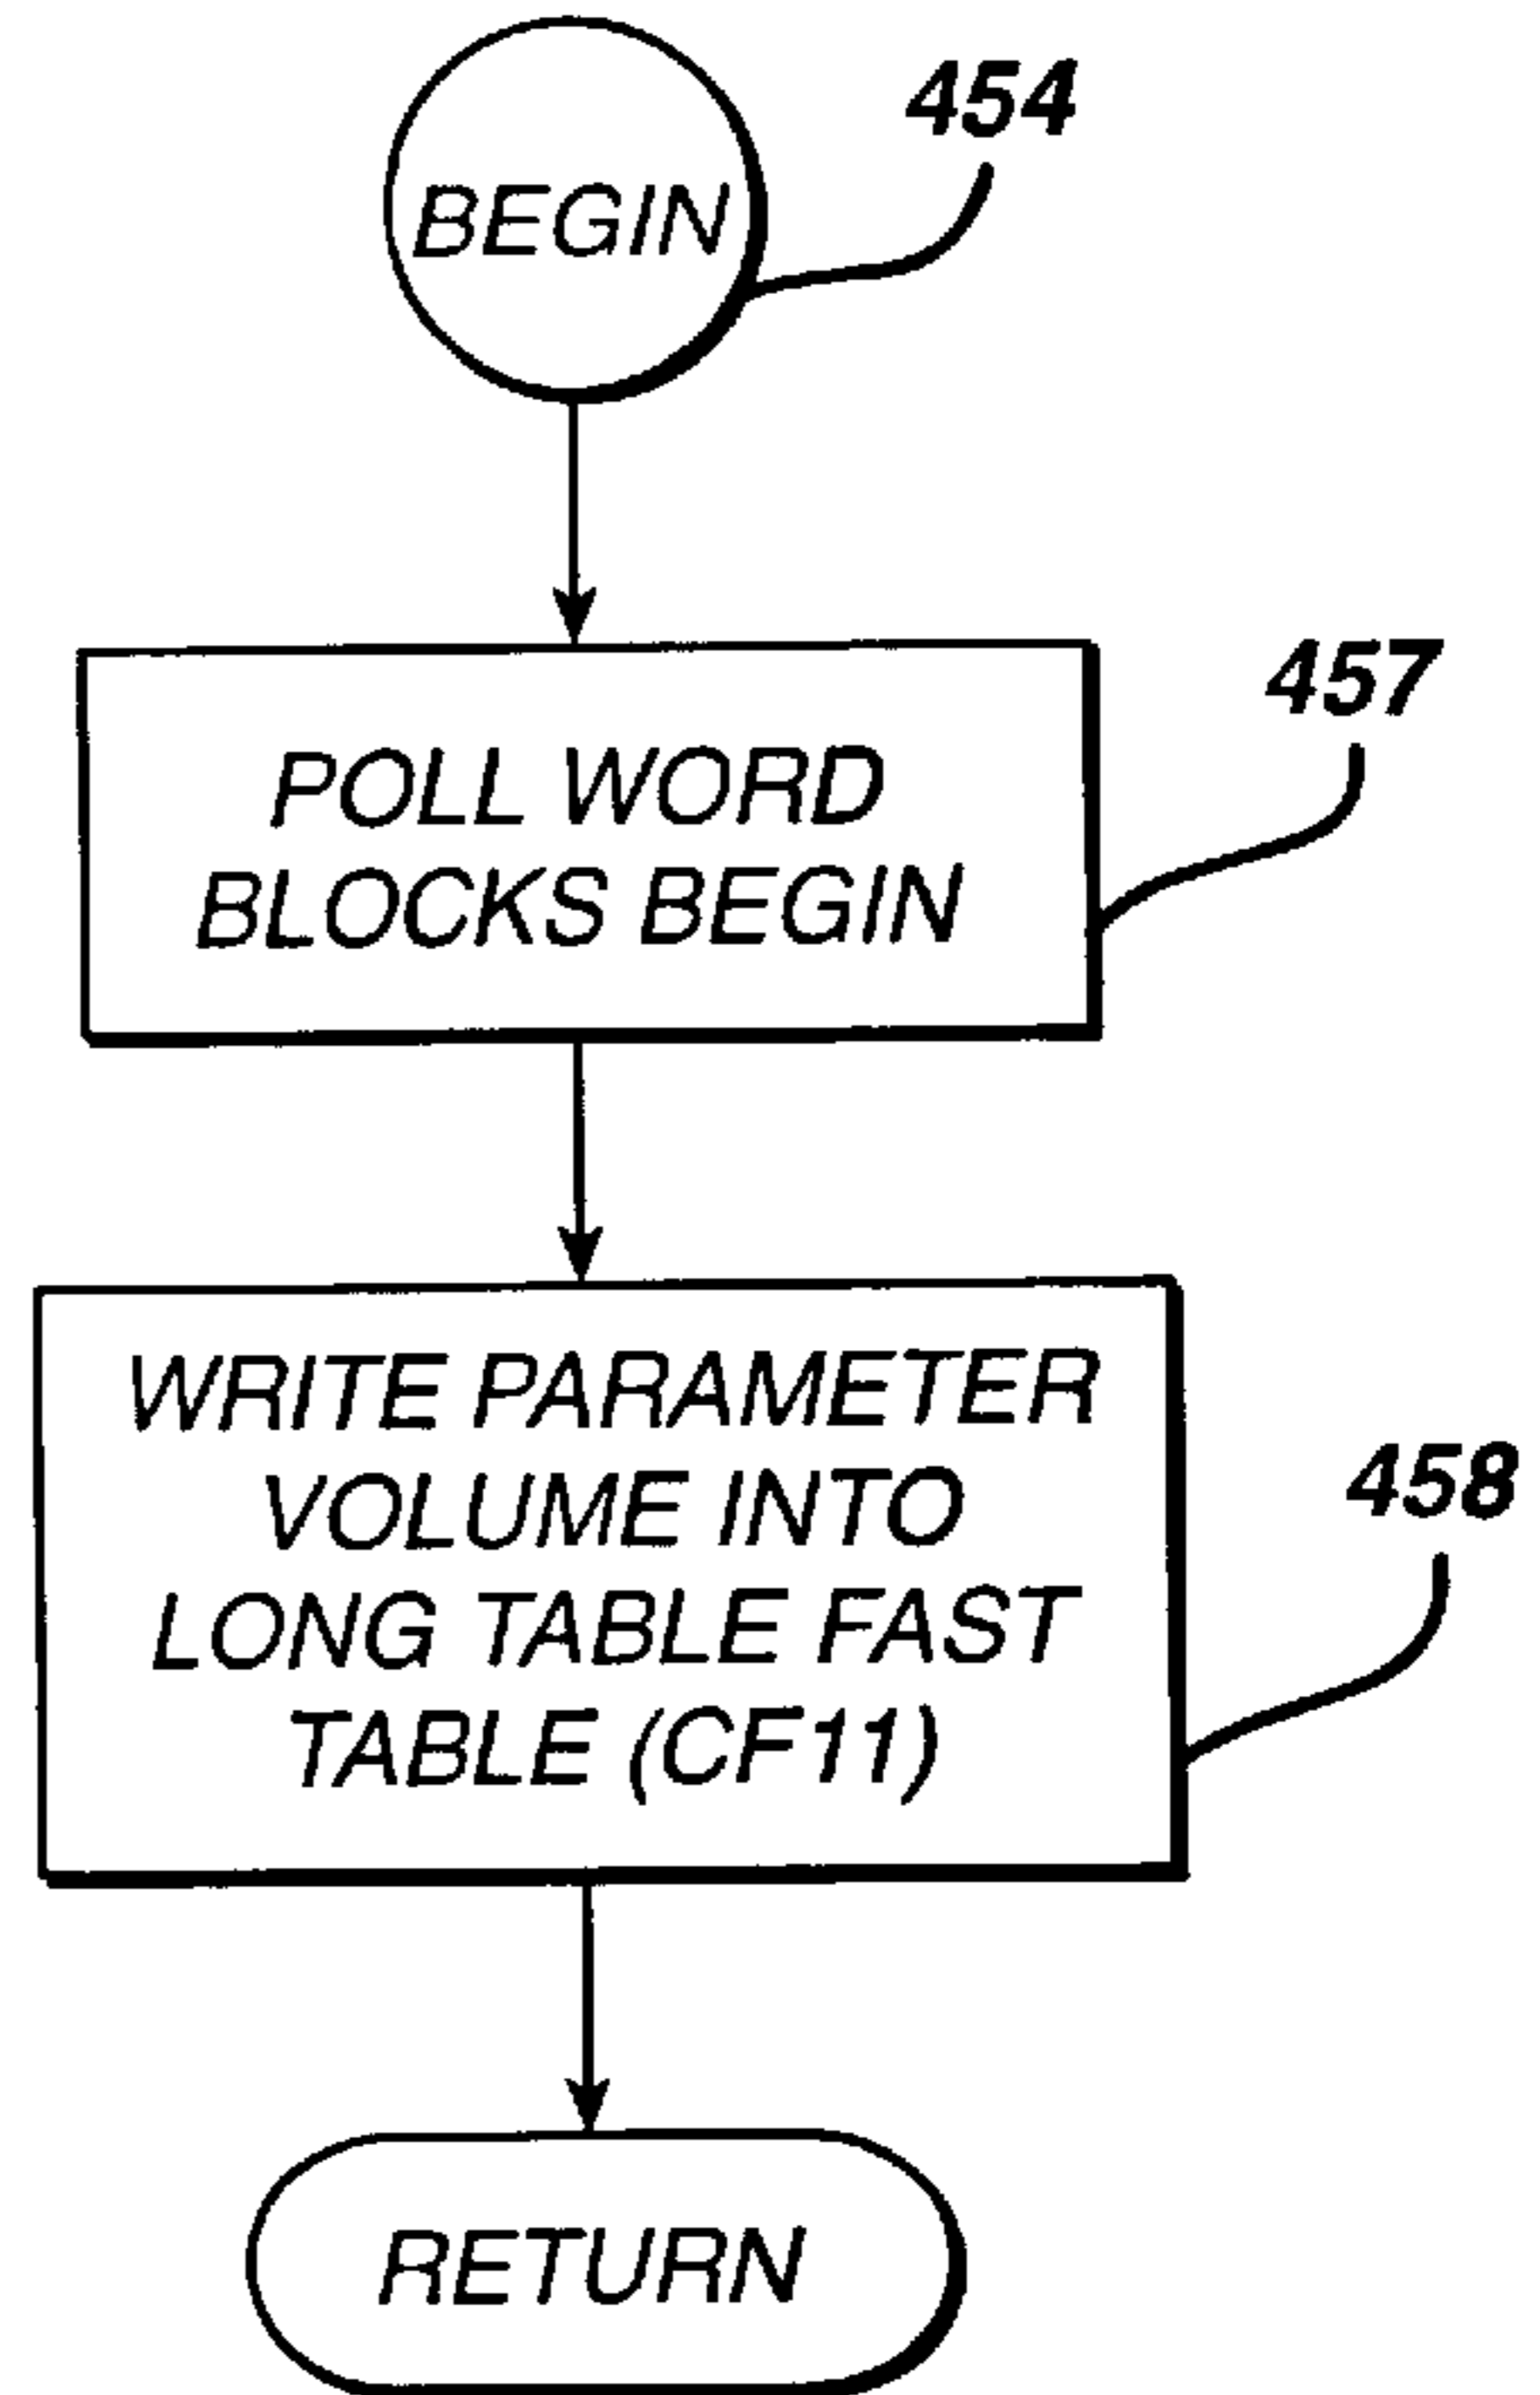 454
BEGIN
457
POLL WORD
BLOCKS BEGIN
WRITE PARAMETER
VOLUME INTO
458
LONG TABLE FAST
TABLE (CF11)
RETURN